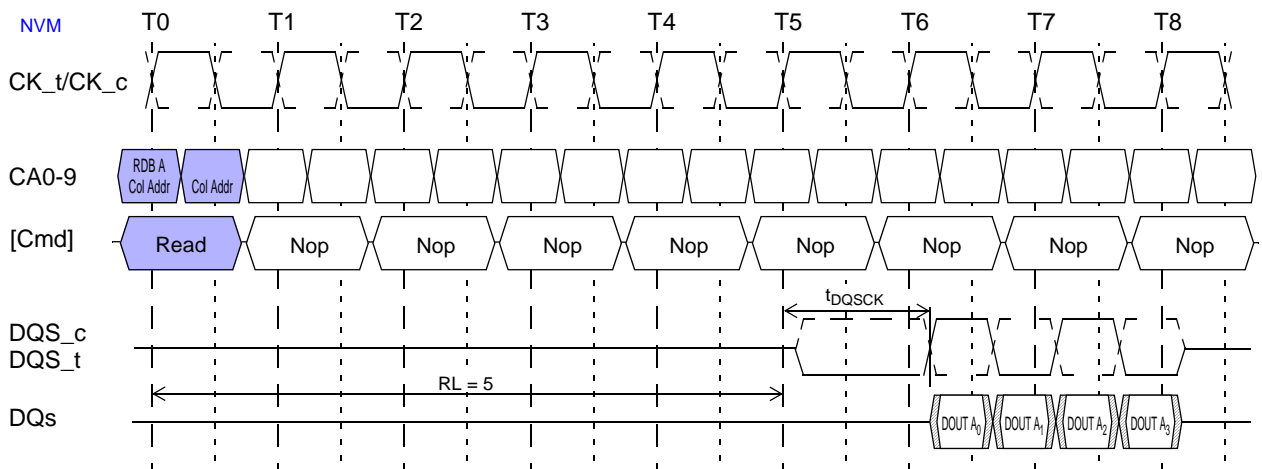 NVM T0 T1 T2 T3 T4 T5 T6 T7 T8
CK_t/CK_c
CA0-9 RDB A Col Addr Col Addr
[Cmd] Read Nop Nop Nop Nop Nop Nop Nop Nop
tDQSCK
DQS_c
DQS_t
RL = 5
DQs DOUT A0 DOUT A1 DOUT A2 DOUT A3